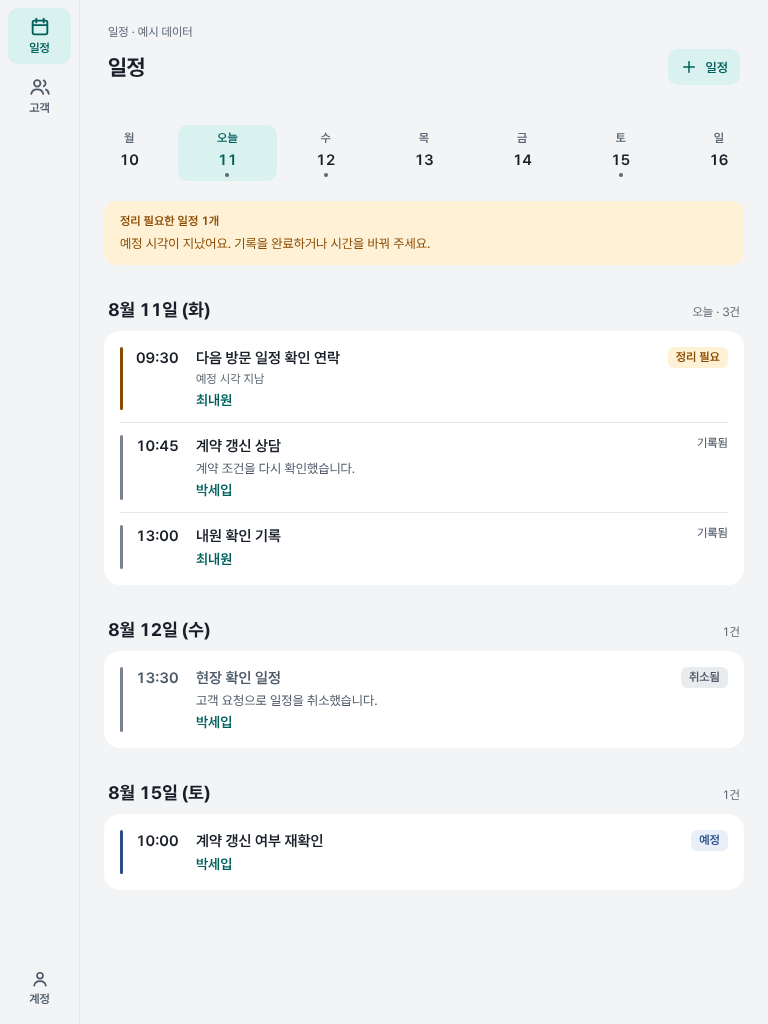 일정
고객
계정
일정 · 예시 데이터
일정
+ 일정
월 오늘 수 목 금 토 일
10 11 12 13 14 15 16
정리 필요한 일정 1개
예정 시각이 지났어요. 기록을 완료하거나 시간을 바꿔 주세요.
8월 11일 (화) 오늘 · 3건
09:30 다음 방문 일정 확인 연락 정리 필요
예정 시각 지남
최내원
10:45 계약 갱신 상담 기록됨
계약 조건을 다시 확인했습니다.
박세입
13:00 내원 확인 기록 기록됨
최내원
8월 12일 (수) 1건
13:30 현장 확인 일정 취소됨
고객 요청으로 일정을 취소했습니다.
박세입
8월 15일 (토) 1건
10:00 계약 갱신 여부 재확인 예정
박세입